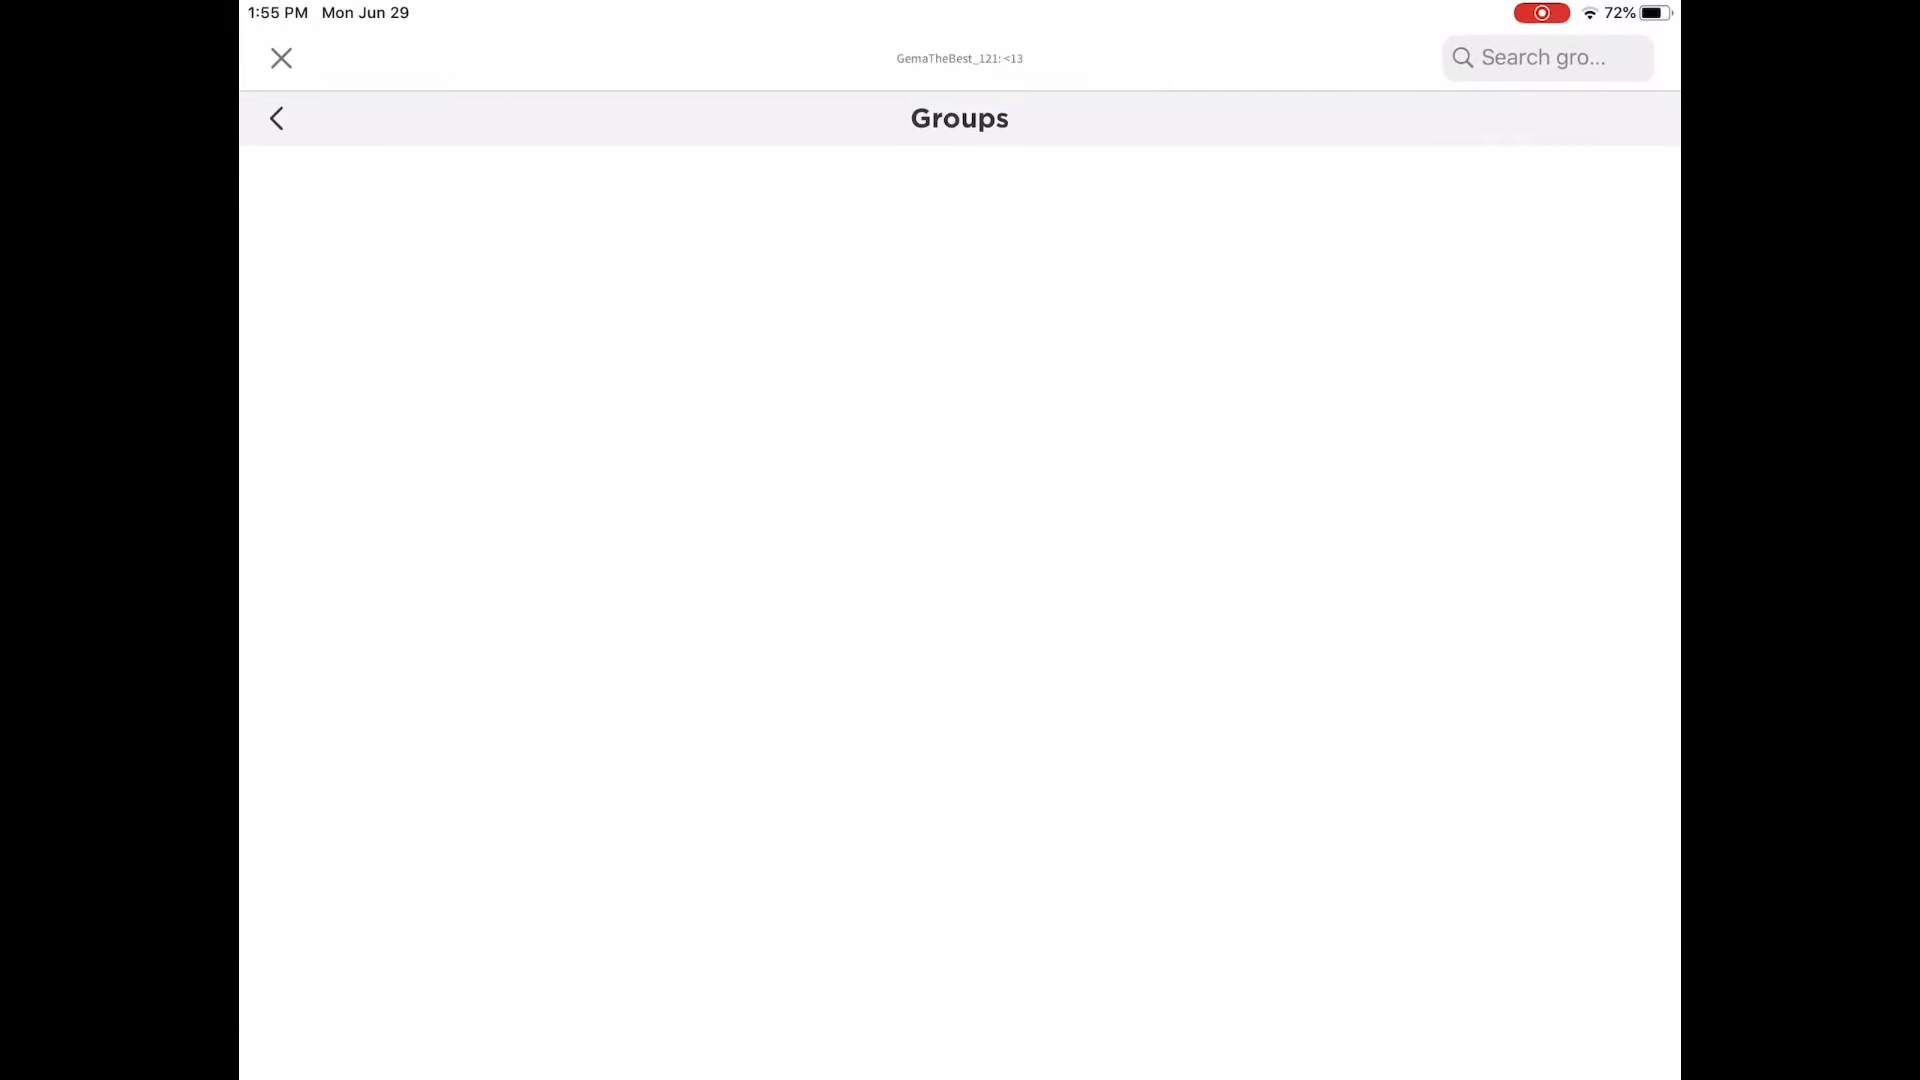 1:55 PM Mon Jun 29
72%
GemaTheBest_121: <13
Search gro...
Groups